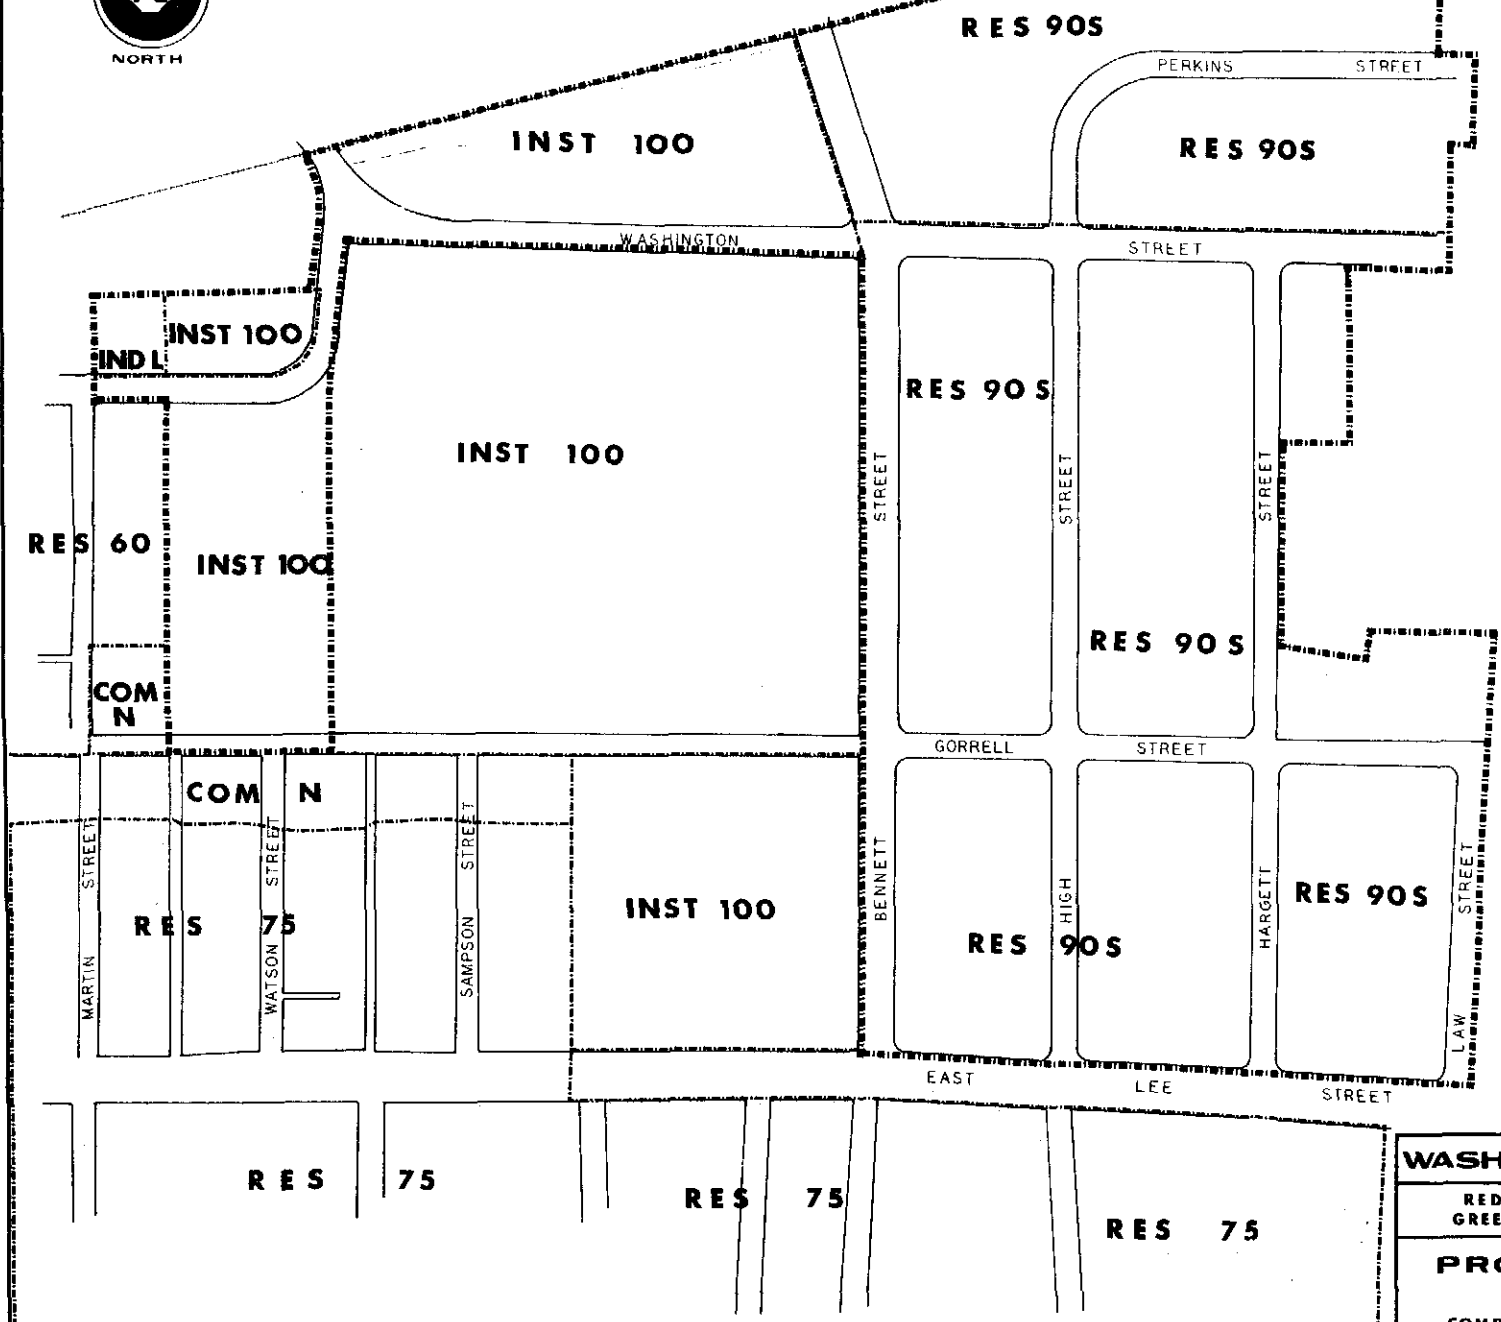 NORTH
RES 90S
PERKINS STREET
INST 100
RES 90S
WASHINGTON STREET
INST 100
IND L
RES 90 S
INST 100
STREET
STREET
STREET
RES 60
INST 100
RES 90 S
COM
N
GORRELL STREET
COM N
MARTIN STREET
WATSON STREET
SAMPSON STREET
RES 75
INST 100
BENNETT
HIGH
HARGETT
RES 90S
LAW STREET
RES 90S
EAST LEE STREET
RES 75
RES 75
RES 75
WASH
RED
GREE
PRO